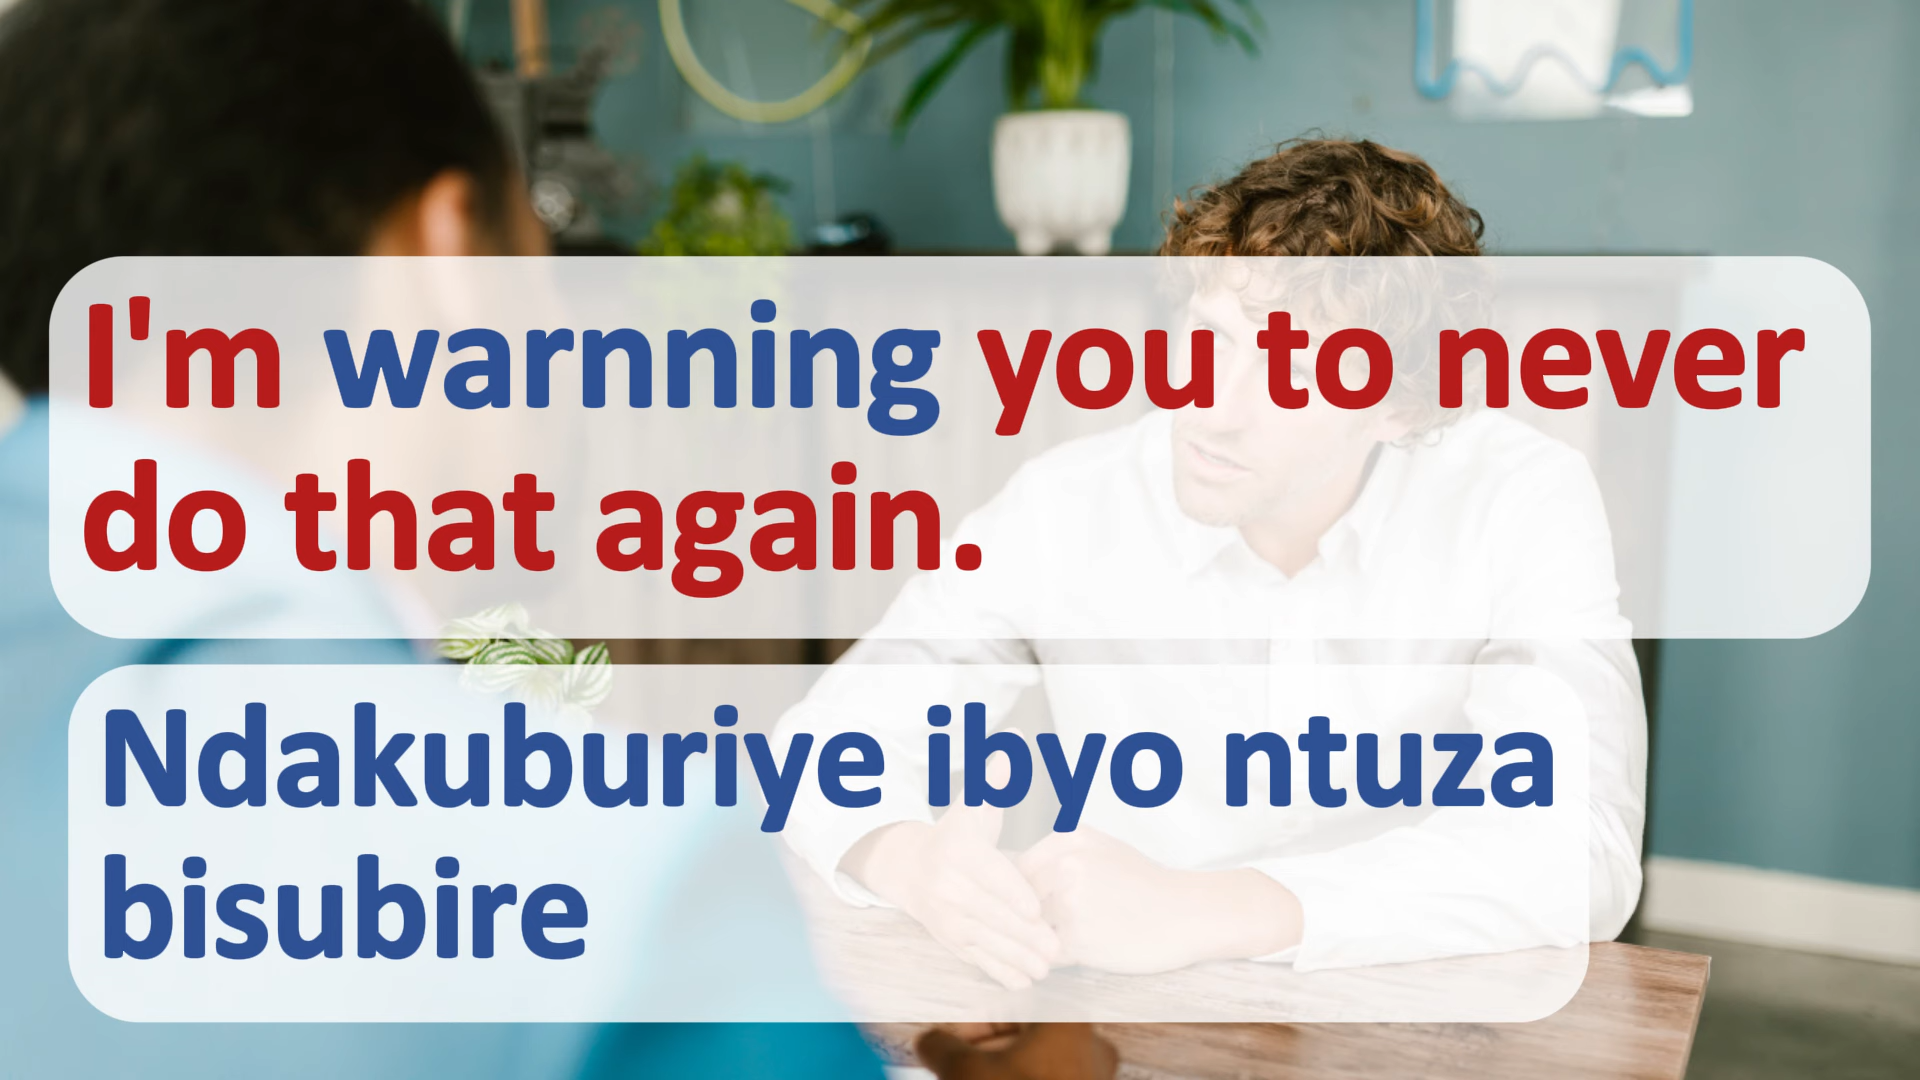 I'm warnning you to never
do that again.
Ndakuburiye ibyo ntuza
bisubire